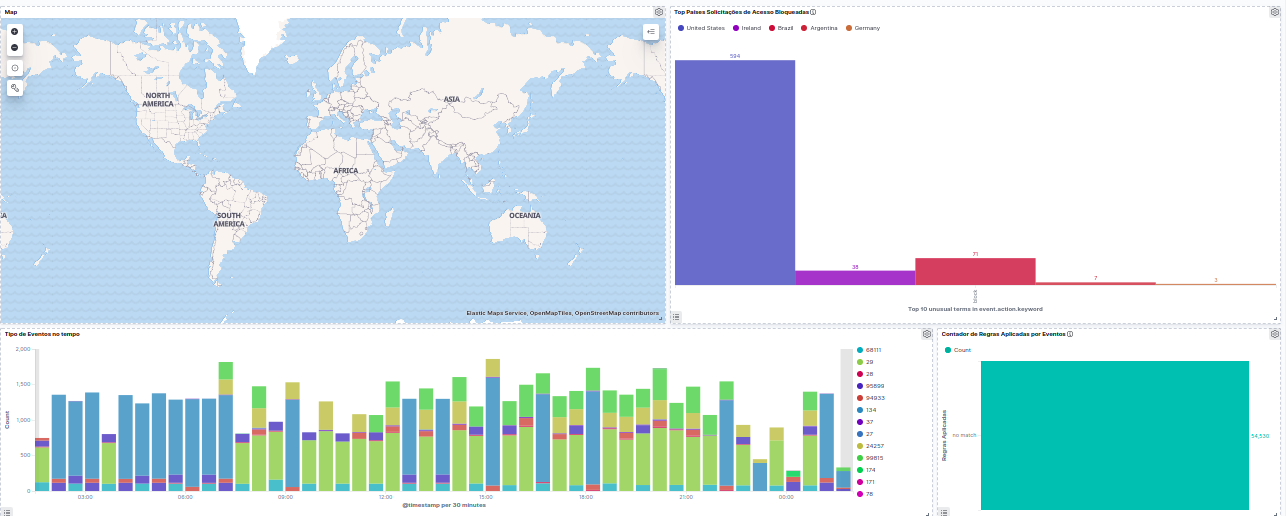 Map
NORTH
AMERICA
ASIA
AFRICA
SOUTH
AMERICA
OCEANIA
Elastic Maps Service, OpenMapTiles, OpenStreetMap contributors
Top Países Solicitações de Acesso Bloqueadas
United States Ireland Brazil Argentina Germany
594
38
71
7
3
block
Top 10 unusual terms in event.action.keyword
Tipo de Eventos no tempo
2,000
1,500
1,000
500
0
Count
03:00 06:00 09:00 12:00 15:00 18:00 21:00 00:00
@timestamp per 30 minutes
68111
29
28
95899
94933
134
37
27
24257
99815
174
171
78
Contador de Regras Aplicadas por Eventos
Count
Regras Aplicadas
no match
54,530